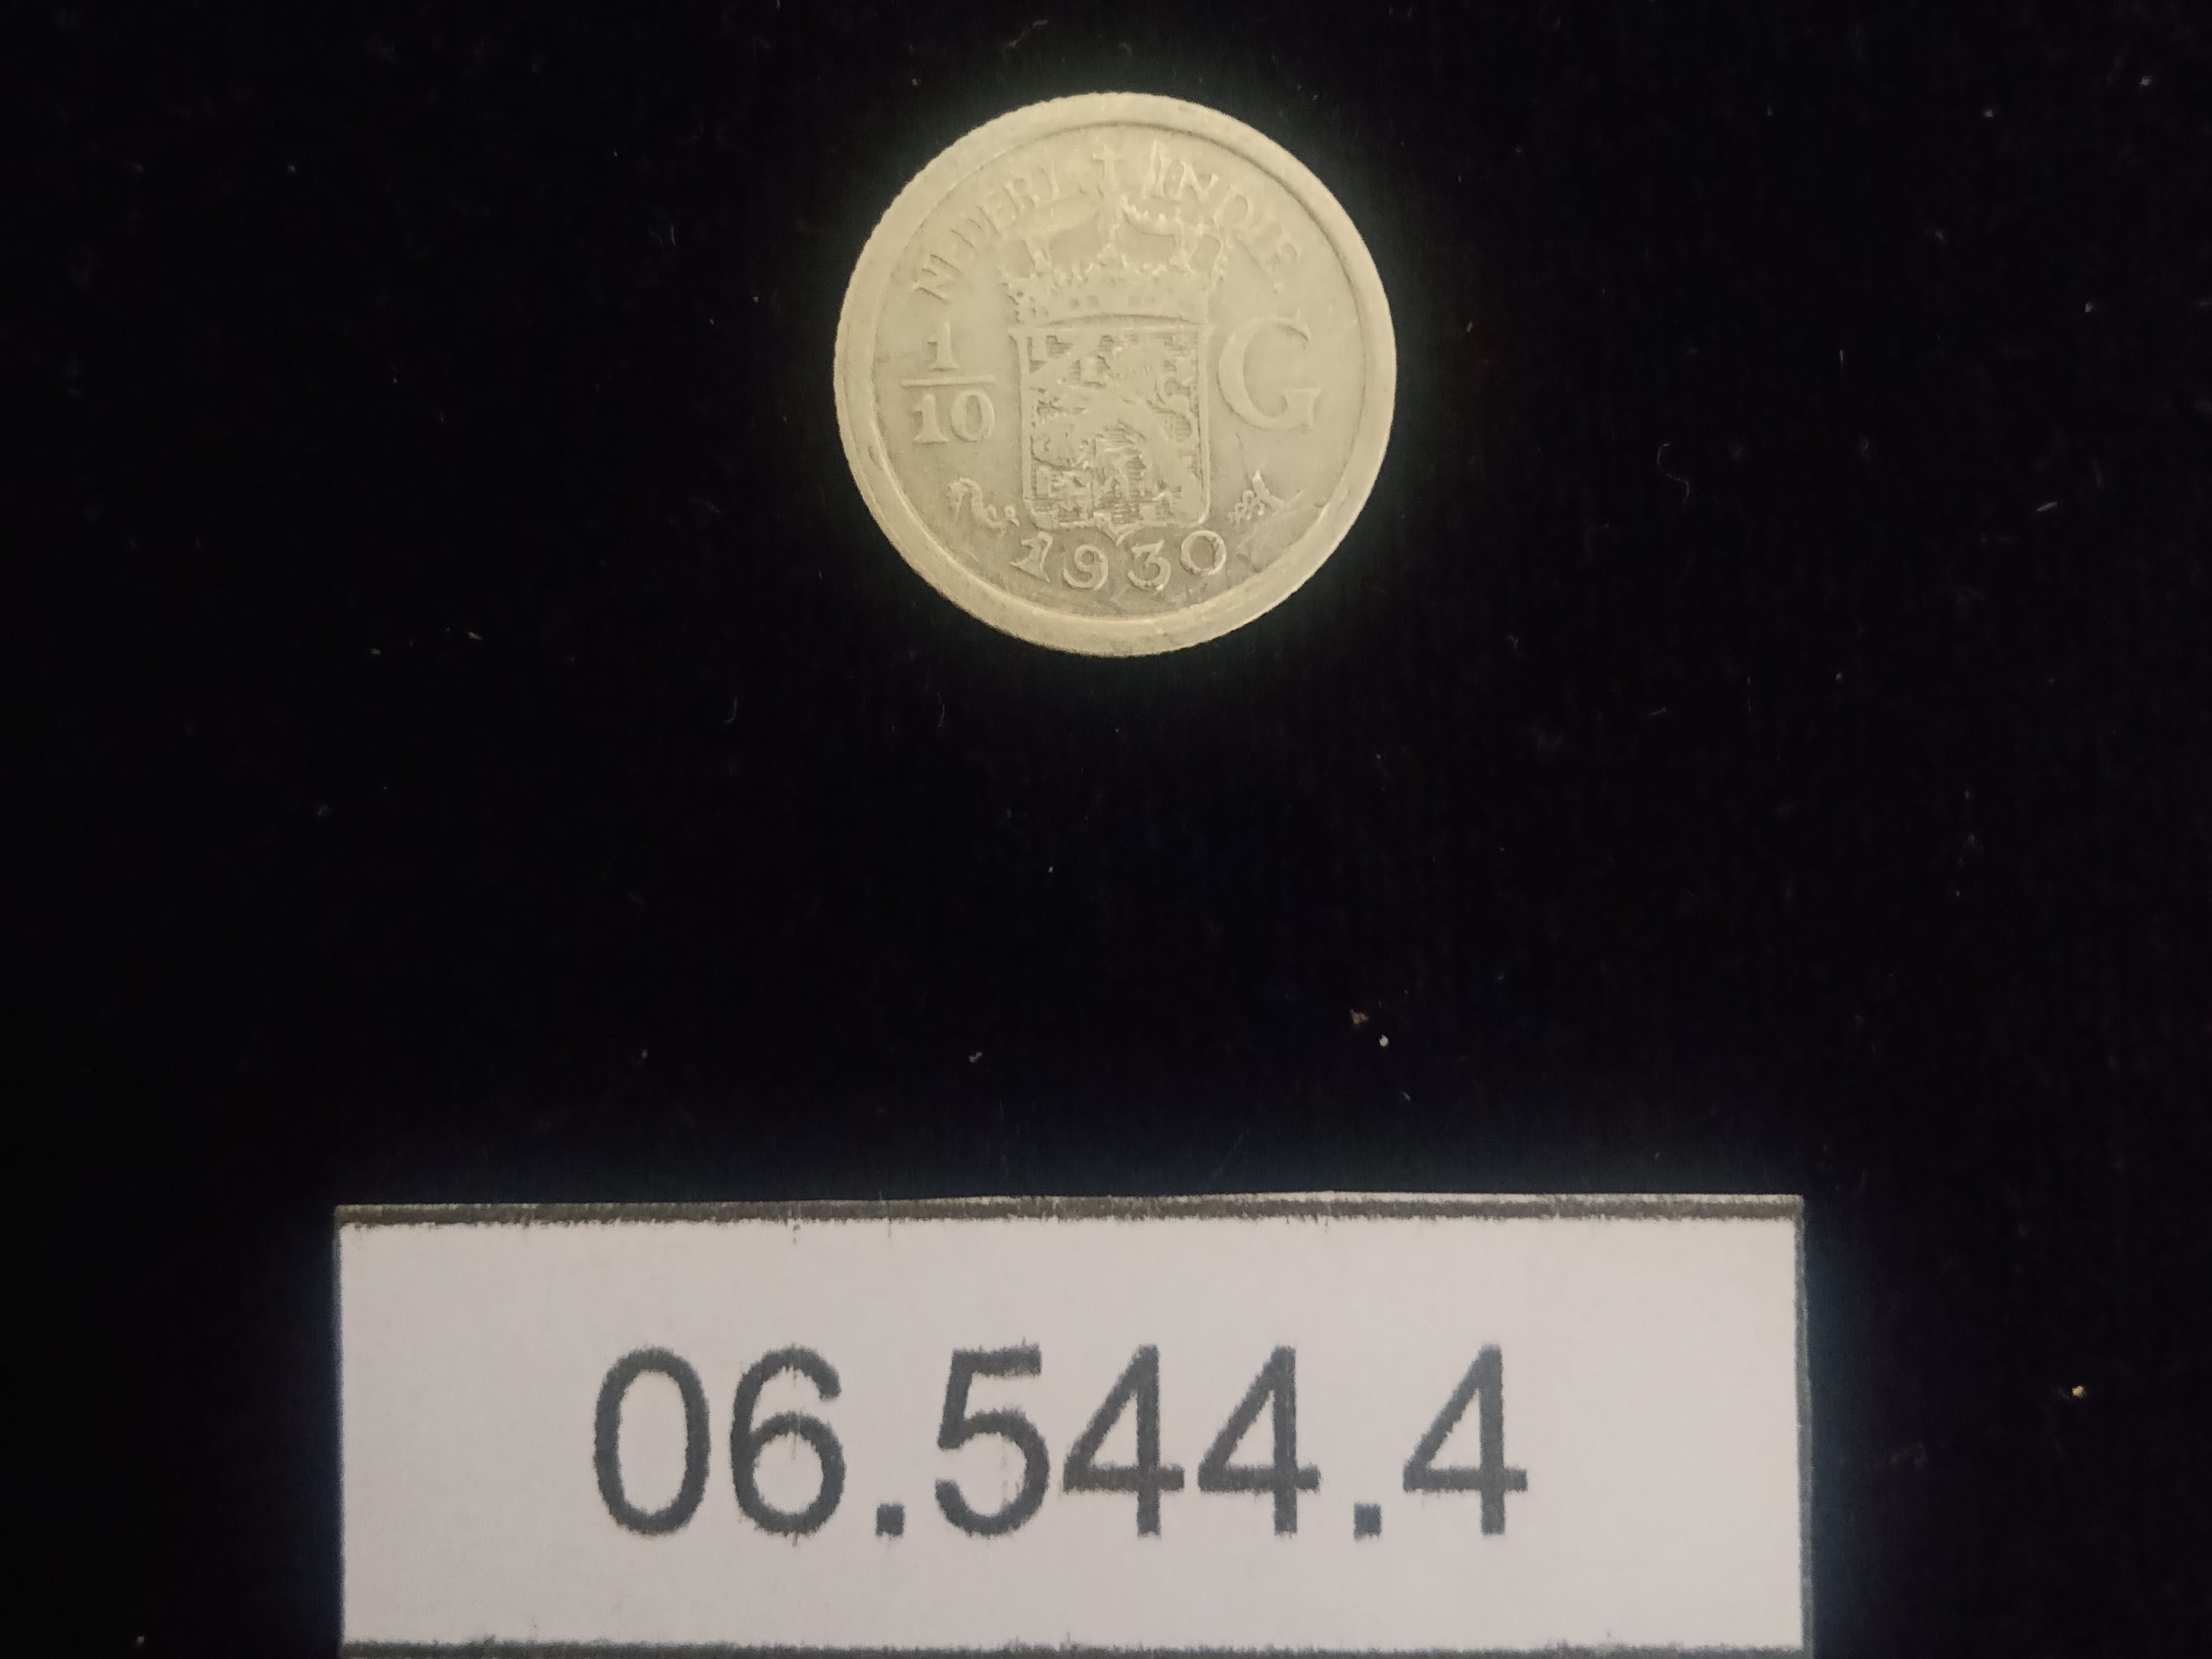 NEDERL. INDIE.
1/10 G
1930
06.544.4